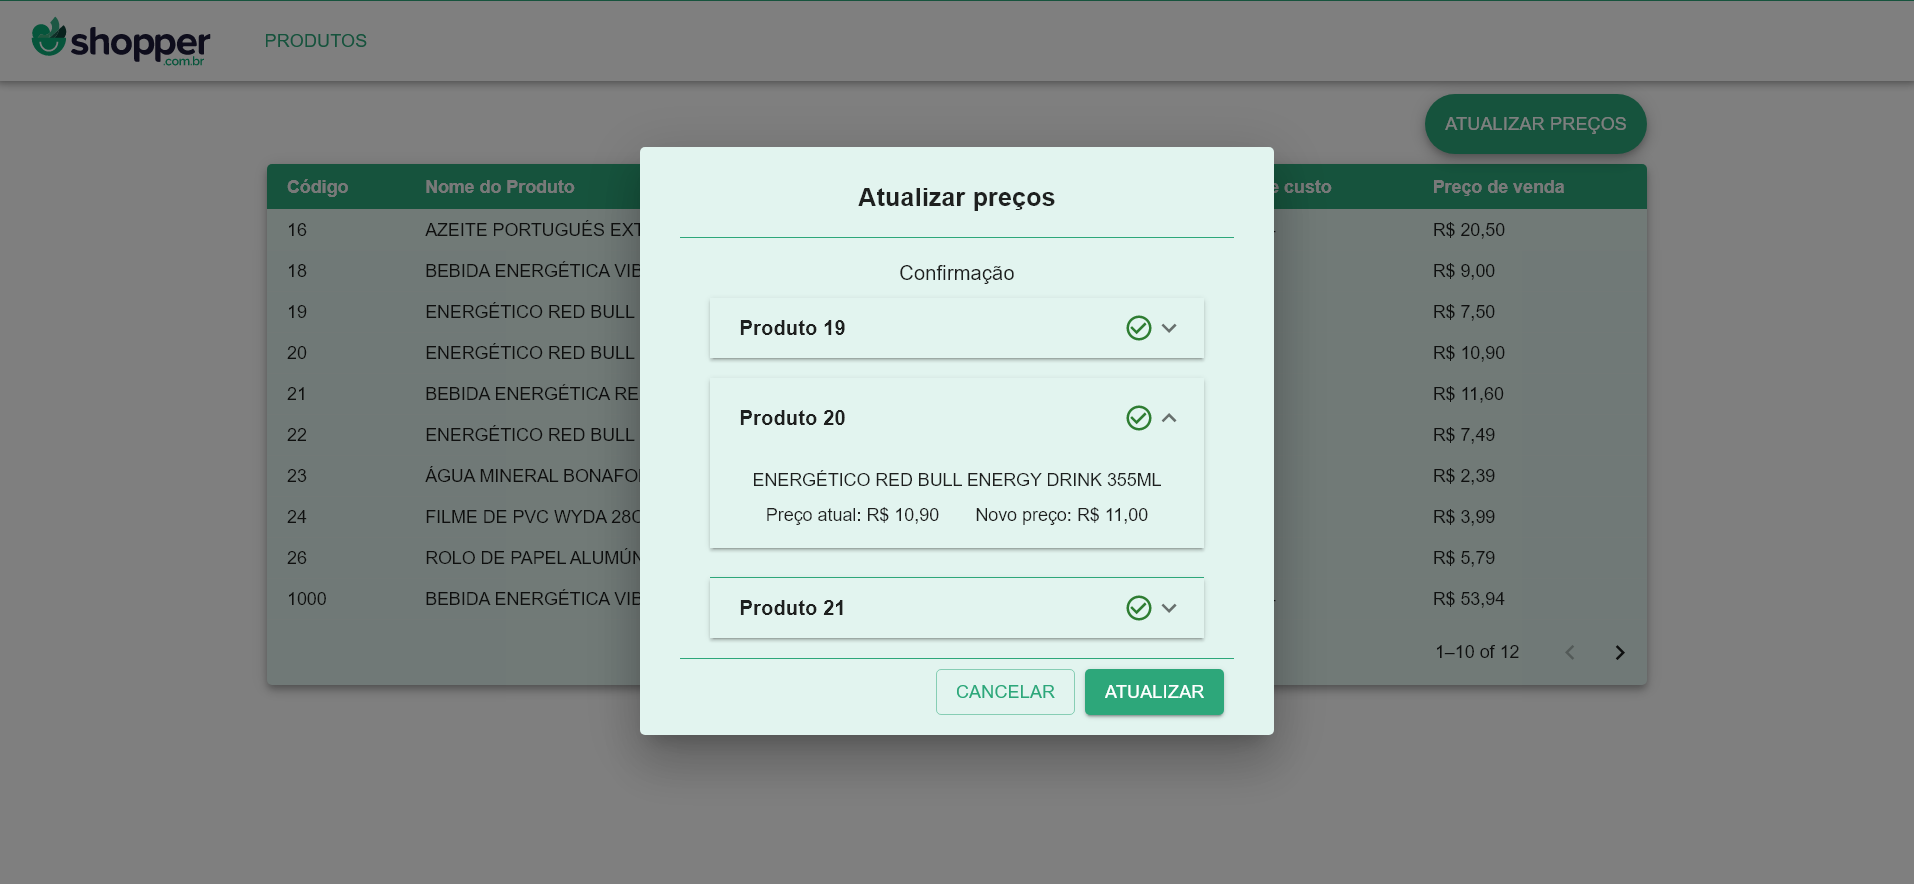 shopper
.com.br
PRODUTOS
ATUALIZAR PREÇOS
Código Nome do Produto e custo Preço de venda
16 AZEITE PORTUGUÊS EXT R$ 20,50
18 BEBIDA ENERGÉTICA VIB R$ 9,00
19 ENERGÉTICO RED BULL R$ 7,50
20 ENERGÉTICO RED BULL R$ 10,90
21 BEBIDA ENERGÉTICA RE R$ 11,60
22 ENERGÉTICO RED BULL R$ 7,49
23 ÁGUA MINERAL BONAFO R$ 2,39
24 FILME DE PVC WYDA 28C R$ 3,99
26 ROLO DE PAPEL ALUMÚN R$ 5,79
1000 BEBIDA ENERGÉTICA VIB R$ 53,94
1–10 of 12
Atualizar preços
Confirmação
Produto 19
Produto 20
ENERGÉTICO RED BULL ENERGY DRINK 355ML
Preço atual: R$ 10,90 Novo preço: R$ 11,00
Produto 21
CANCELAR ATUALIZAR